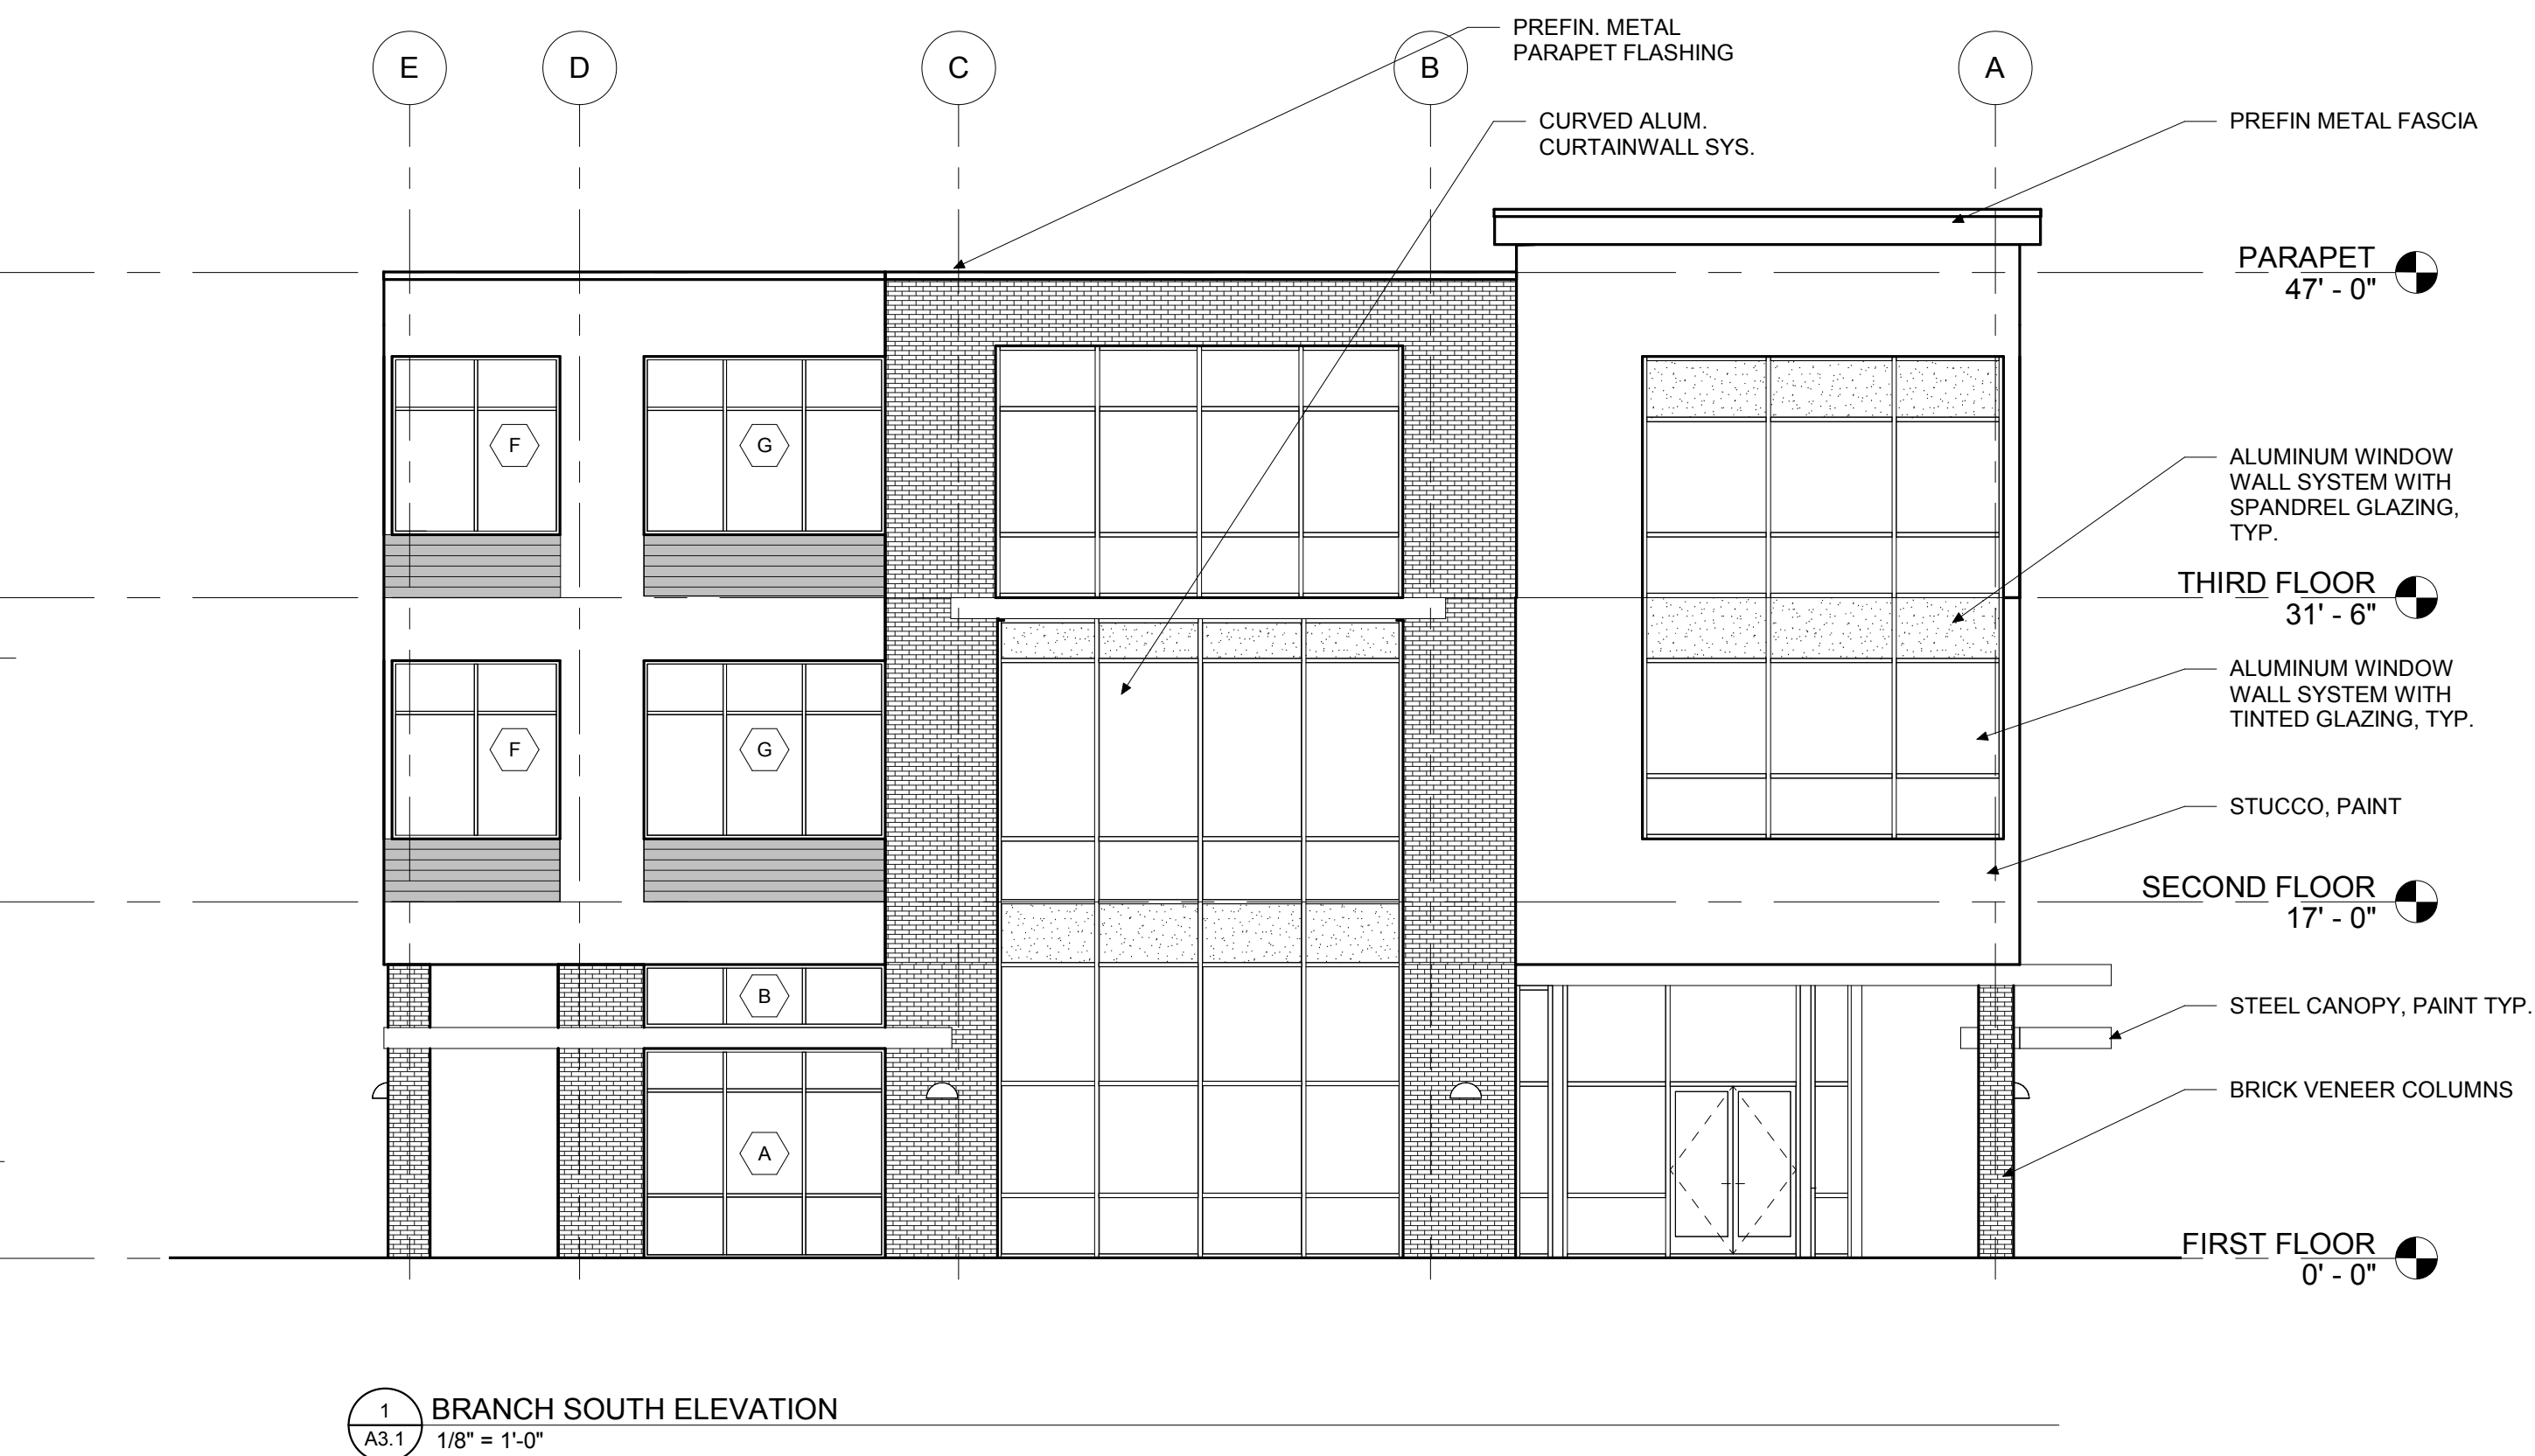 PREFIN. METAL
PARAPET FLASHING
E
D
C
B
A
CURVED ALUM.
CURTAINWALL SYS.
PREFIN METAL FASCIA
PARAPET
47' - 0"
F
G
ALUMINUM WINDOW
WALL SYSTEM WITH
SPANDREL GLAZING,
TYP.
THIRD FLOOR
31' - 6"
ALUMINUM WINDOW
WALL SYSTEM WITH
TINTED GLAZING, TYP.
F
G
STUCCO, PAINT
SECOND FLOOR
17' - 0"
B
STEEL CANOPY, PAINT TYP.
BRICK VENEER COLUMNS
A
FIRST FLOOR
0' - 0"
1
BRANCH SOUTH ELEVATION
A3.1
1/8" = 1'-0"